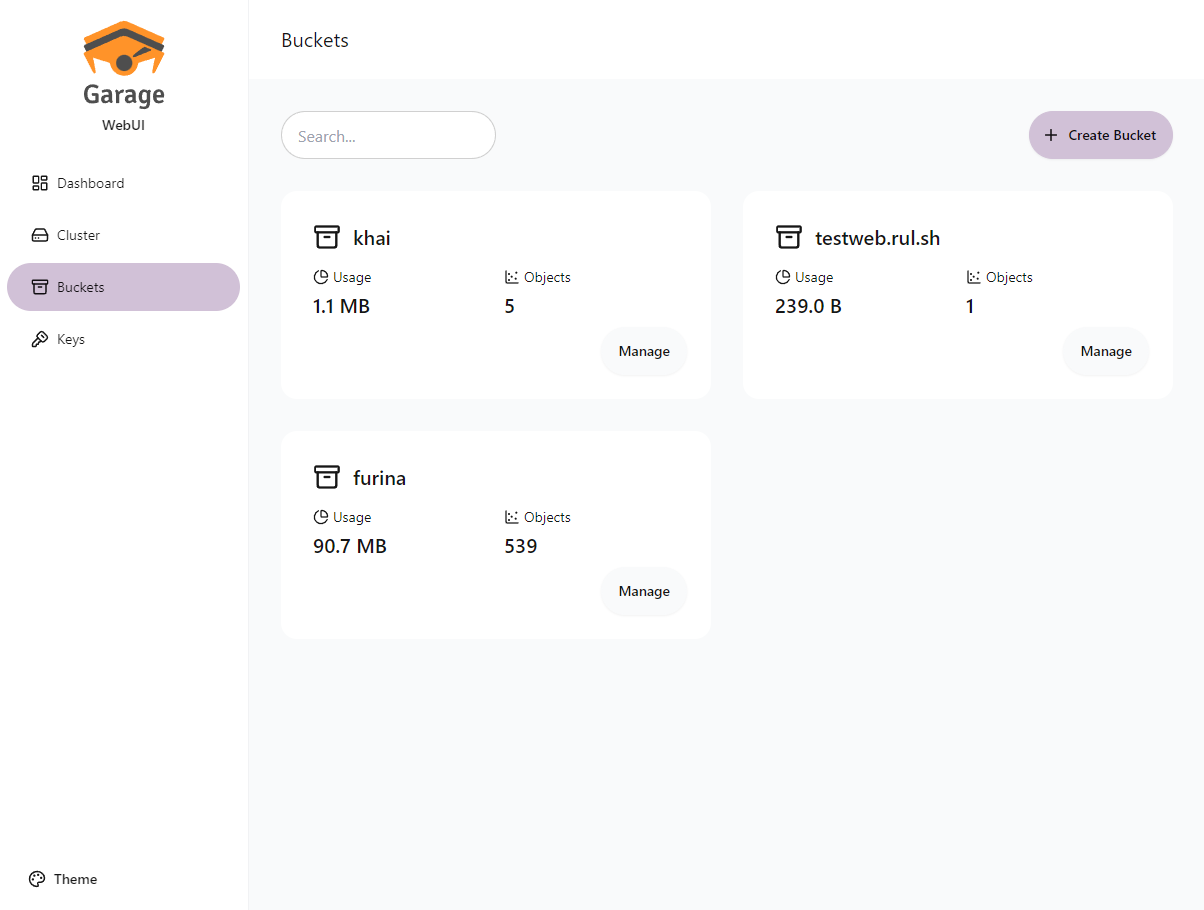 Garage
WebUI
Dashboard
Cluster
Buckets
Keys
Theme
Buckets
Search...
Create Bucket
khai
Usage Objects
1.1 MB 5
Manage
testweb.rul.sh
Usage Objects
239.0 B 1
Manage
furina
Usage Objects
90.7 MB 539
Manage